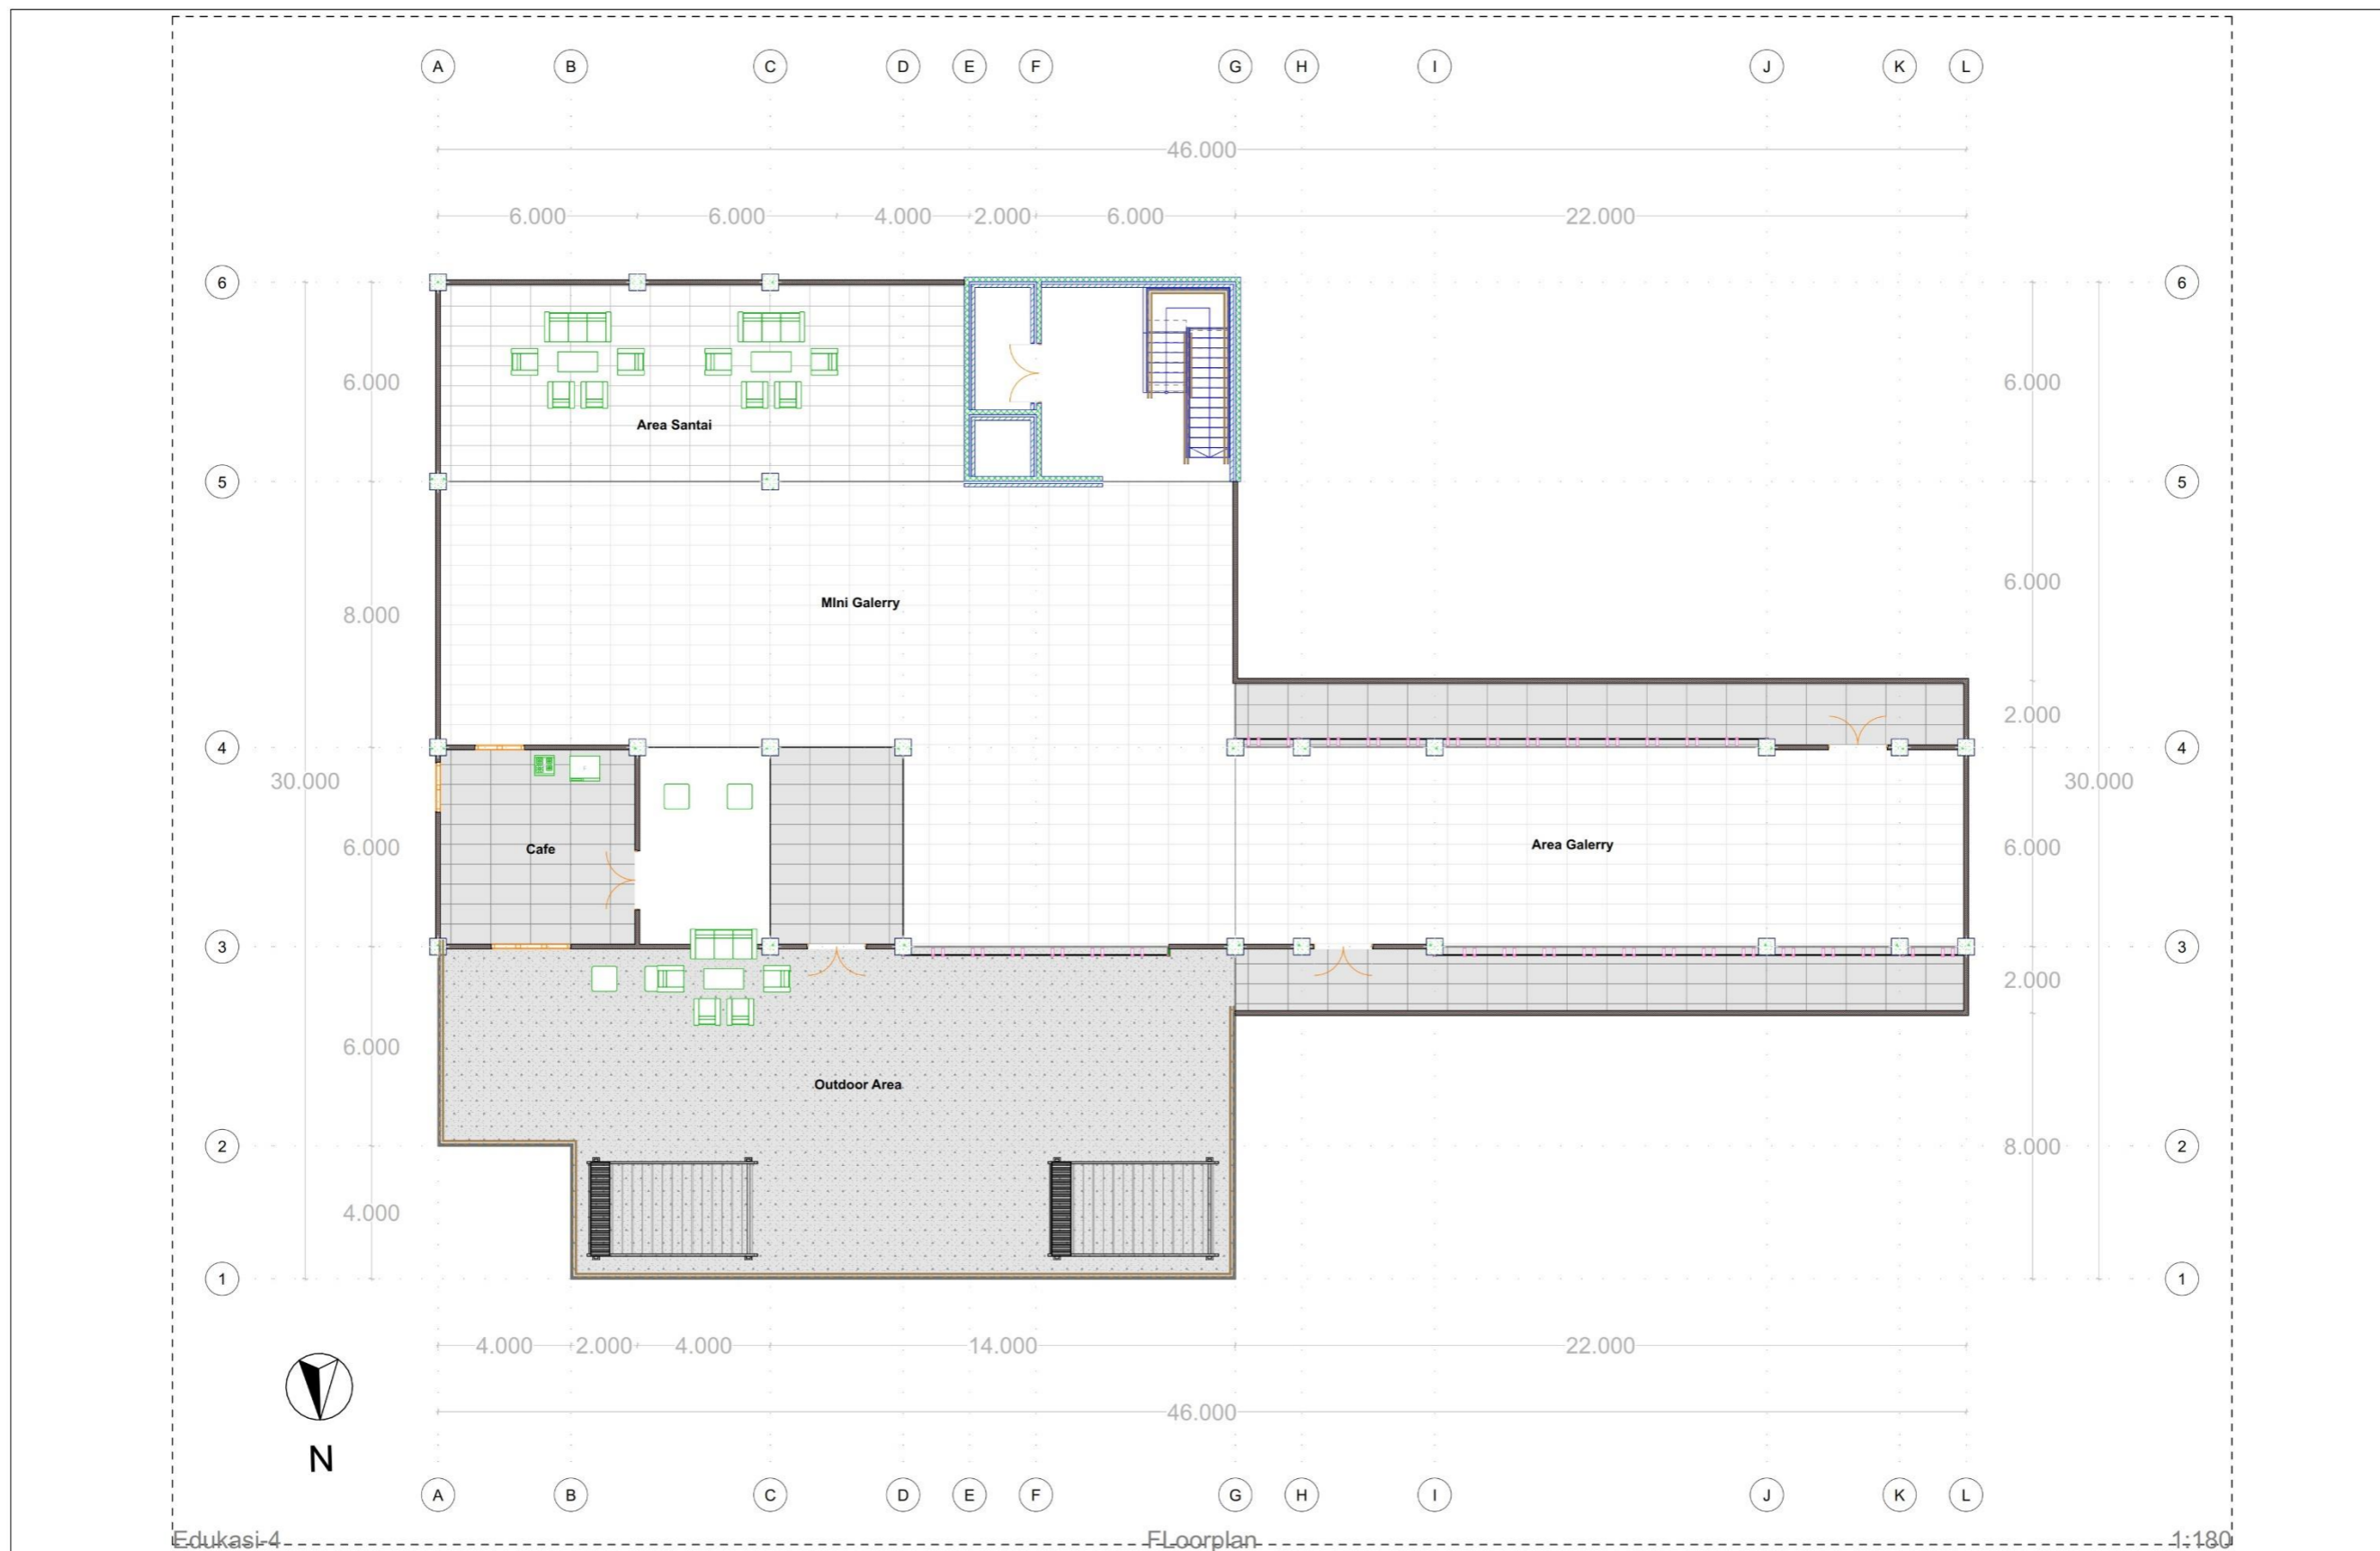 A B C D E F G H I J K L
46.000
6.000 6.000 4.000 2.000 6.000 22.000
6 6
6.000 6.000
Area Santai
5 5
6.000
MIni Galerry
8.000
2.000
4 4
30.000 30.000
Area Galerry
6.000 Cafe 6.000
3 3
2.000
6.000
Outdoor Area
2 8.000 2
4.000
1 1
4.000 2.000 4.000 14.000 22.000
46.000
N
A B C D E F G H I J K L
Edukasi-4 FLoorplan 1:180